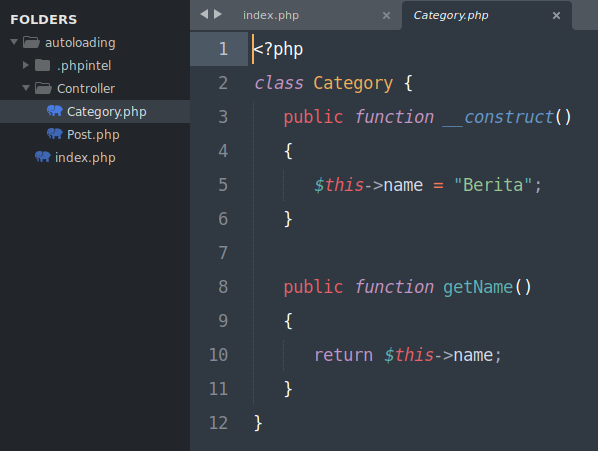 FOLDERS
autoloading
.phpintel
Controller
Category.php
Post.php
index.php
index.php
Category.php
1 <?php
2 class Category {
3 public function __construct()
4 {
5 $this->name = "Berita";
6 }
7
8 public function getName()
9 {
10 return $this->name;
11 }
12 }